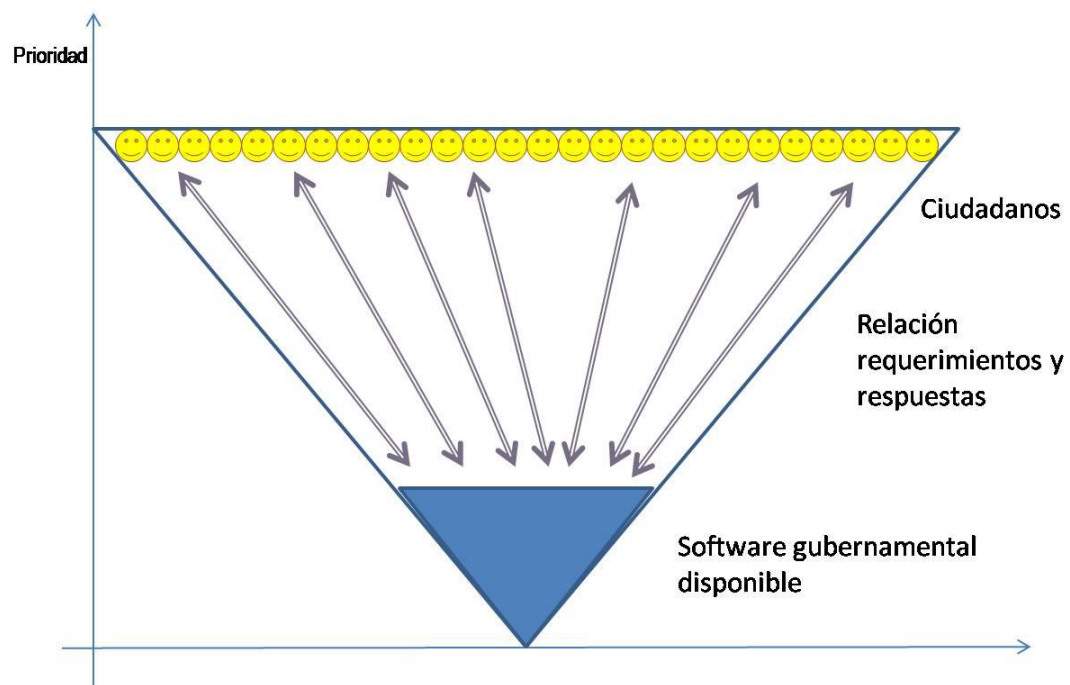 Prioridad
Ciudadanos
Relación
requerimientos y
respuestas
Software gubernamental
disponible